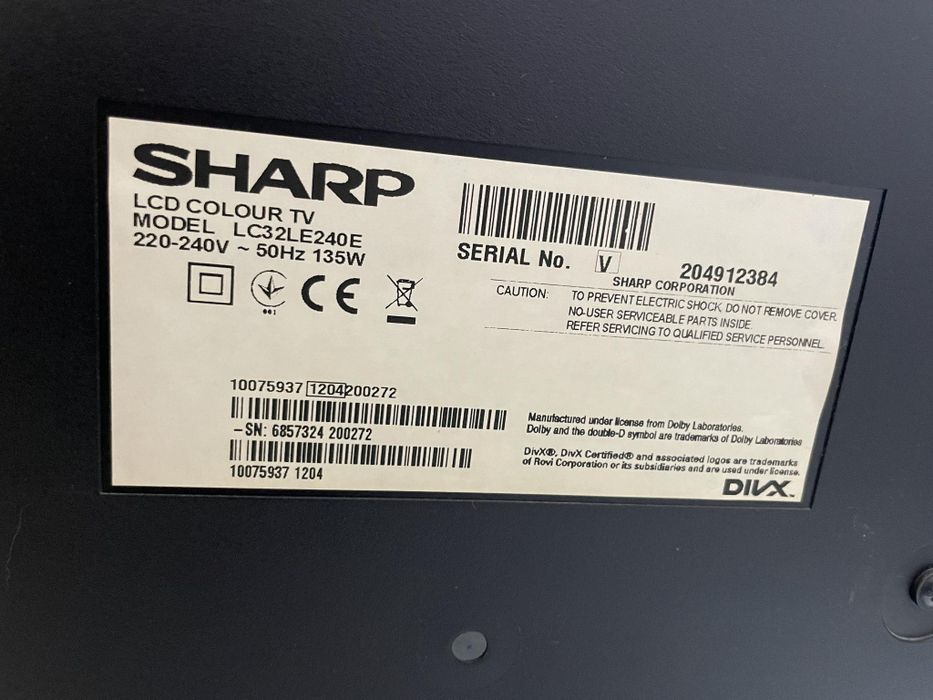 SHARP
LCD COLOUR TV
MODEL LC32LE240E
220-240V ~ 50Hz 135W
001
CE
SERIAL No. V 204912384
SHARP CORPORATION
CAUTION: TO PREVENT ELECTRIC SHOCK, DO NOT REMOVE COVER.
NO-USER SERVICEABLE PARTS INSIDE.
REFER SERVICING TO QUALIFIED SERVICE PERSONNEL.
10075937 1204 200272
-SN: 6857324 200272
10075937 1204
Manufactured under license from Dolby Laboratories.
Dolby and the double-D symbol are trademarks of Dolby Laboratories
DivX®, DivX Certified® and associated logos are trademarks
of Rovi Corporation or its subsidiaries and are used under license.
DIVX.